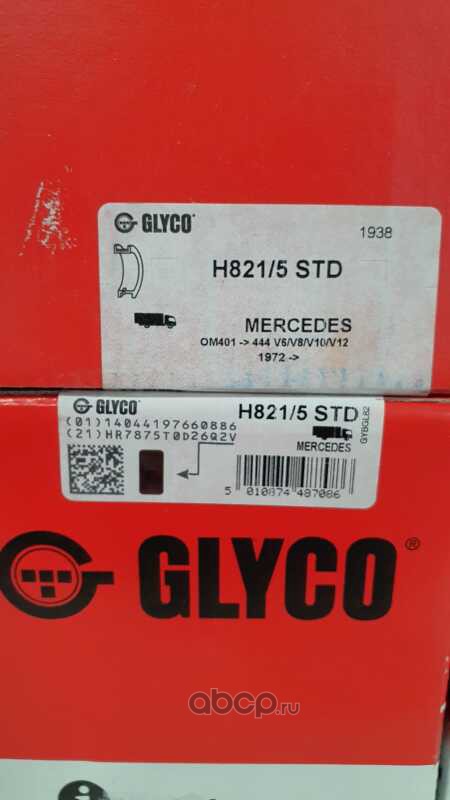 GLYCO®
1938
H821/5 STD
MERCEDES
OM401 -> 444 V6/V8/V10/V12
1972 ->
GLYCO®
H821/5 STD
(01)14044197660886
(21)HR7875T0D26Q2V
MERCEDES
GYBGL82
5 010874 487086
GLYCO®
abcp.ru